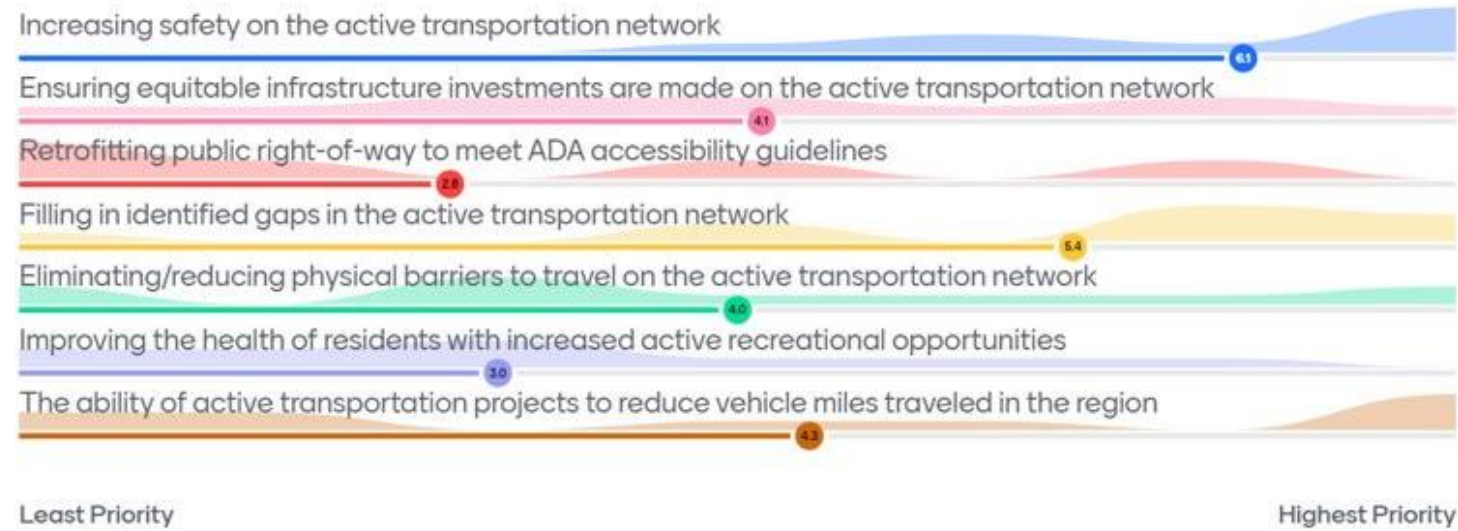 Increasing safety on the active transportation network
6.1
Ensuring equitable infrastructure investments are made on the active transportation network
4.1
Retrofitting public right-of-way to meet ADA accessibility guidelines
2.8
Filling in identified gaps in the active transportation network
5.4
Eliminating/reducing physical barriers to travel on the active transportation network
4.0
Improving the health of residents with increased active recreational opportunities
3.0
The ability of active transportation projects to reduce vehicle miles traveled in the region
4.3
Least Priority Highest Priority